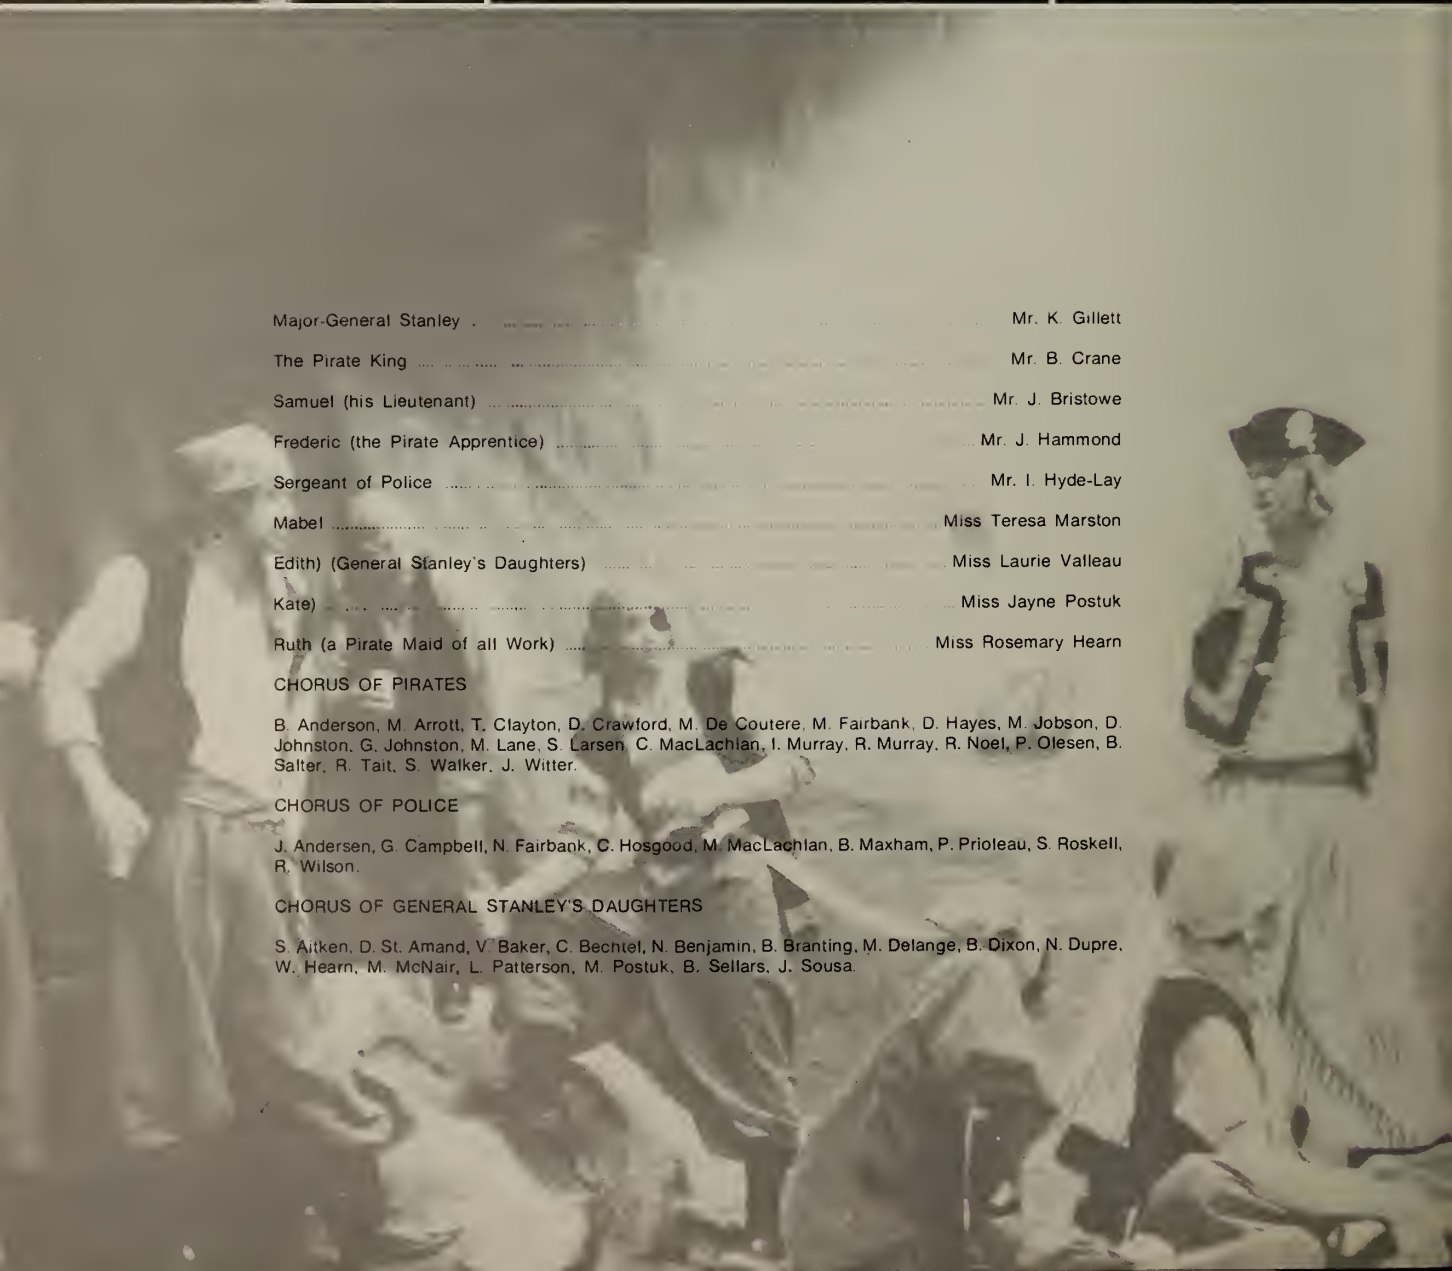 Major-General Stanley . ........................ Mr. K. Gillett
The Pirate King ........................ Mr. B. Crane
Samuel (his Lieutenant) ........................ Mr. J. Bristowe
Frederic (the Pirate Apprentice) ........................ Mr. J. Hammond
Sergeant of Police ........................ Mr. I. Hyde-Lay
Mabel ........................ Miss Teresa Marston
Edith) (General Stanley's Daughters) ........................ Miss Laurie Valleau
Kate) ........................ Miss Jayne Postuk
Ruth (a Pirate Maid of all Work) ........................ Miss Rosemary Hearn
CHORUS OF PIRATES
B. Anderson, M. Arrott, T. Clayton, D. Crawford, M. De Coutere, M. Fairbank, D. Hayes, M. Jobson, D.
Johnston, G. Johnston, M. Lane, S. Larsen, C. MacLachlan, I. Murray, R. Murray, R. Noel, P. Olesen, B.
Salter, R. Tait, S. Walker, J. Witter.
CHORUS OF POLICE
J. Andersen, G. Campbell, N. Fairbank, C. Hosgood, M. MacLachlan, B. Maxham, P. Prioleau, S. Roskell,
R. Wilson.
CHORUS OF GENERAL STANLEY'S DAUGHTERS
S. Aitken, D. St. Amand, V. Baker, C. Bechtel, N. Benjamin, B. Branting, M. Delange, B. Dixon, N. Dupre,
W. Hearn, M. McNair, L. Patterson, M. Postuk, B. Sellars, J. Sousa.